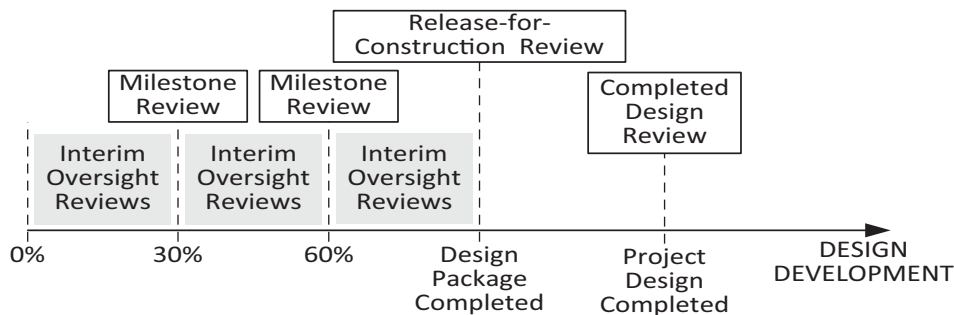 Release-for-
Construction Review
Milestone
Review
Milestone
Review
Completed
Design
Review
Interim
Oversight
Reviews
Interim
Oversight
Reviews
Interim
Oversight
Reviews
0%
30%
60%
Design
Package
Completed
Project
Design
Completed
DESIGN
DEVELOPMENT